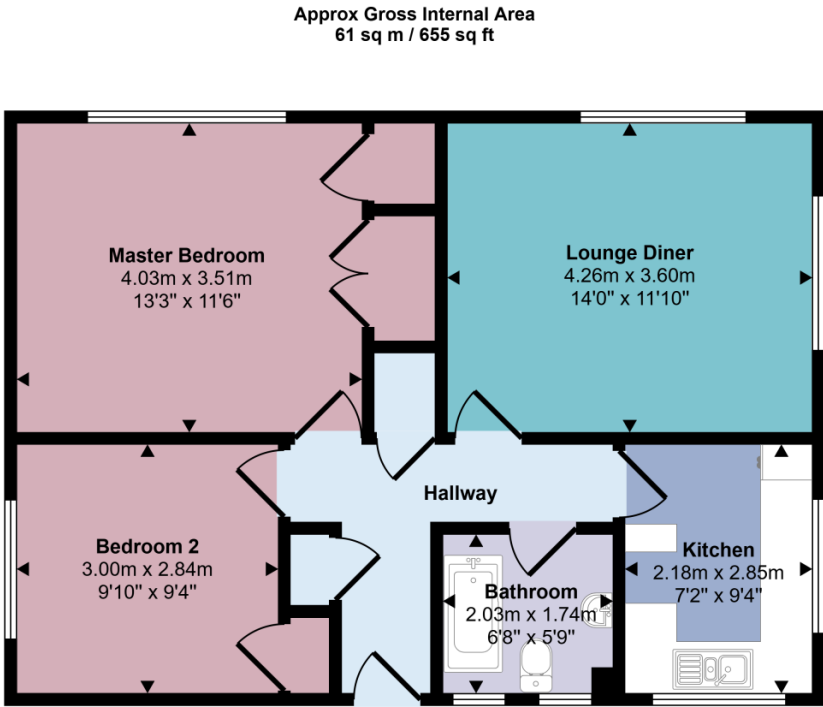 Approx Gross Internal Area
61 sq m / 655 sq ft
Master Bedroom
4.03m x 3.51m
13'3" x 11'6"
Lounge Diner
4.26m x 3.60m
14'0" x 11'10"
Hallway
Bedroom 2
3.00m x 2.84m
9'10" x 9'4"
Bathroom
2.03m x 1.74m
6'8" x 5'9"
Kitchen
2.18m x 2.85m
7'2" x 9'4"